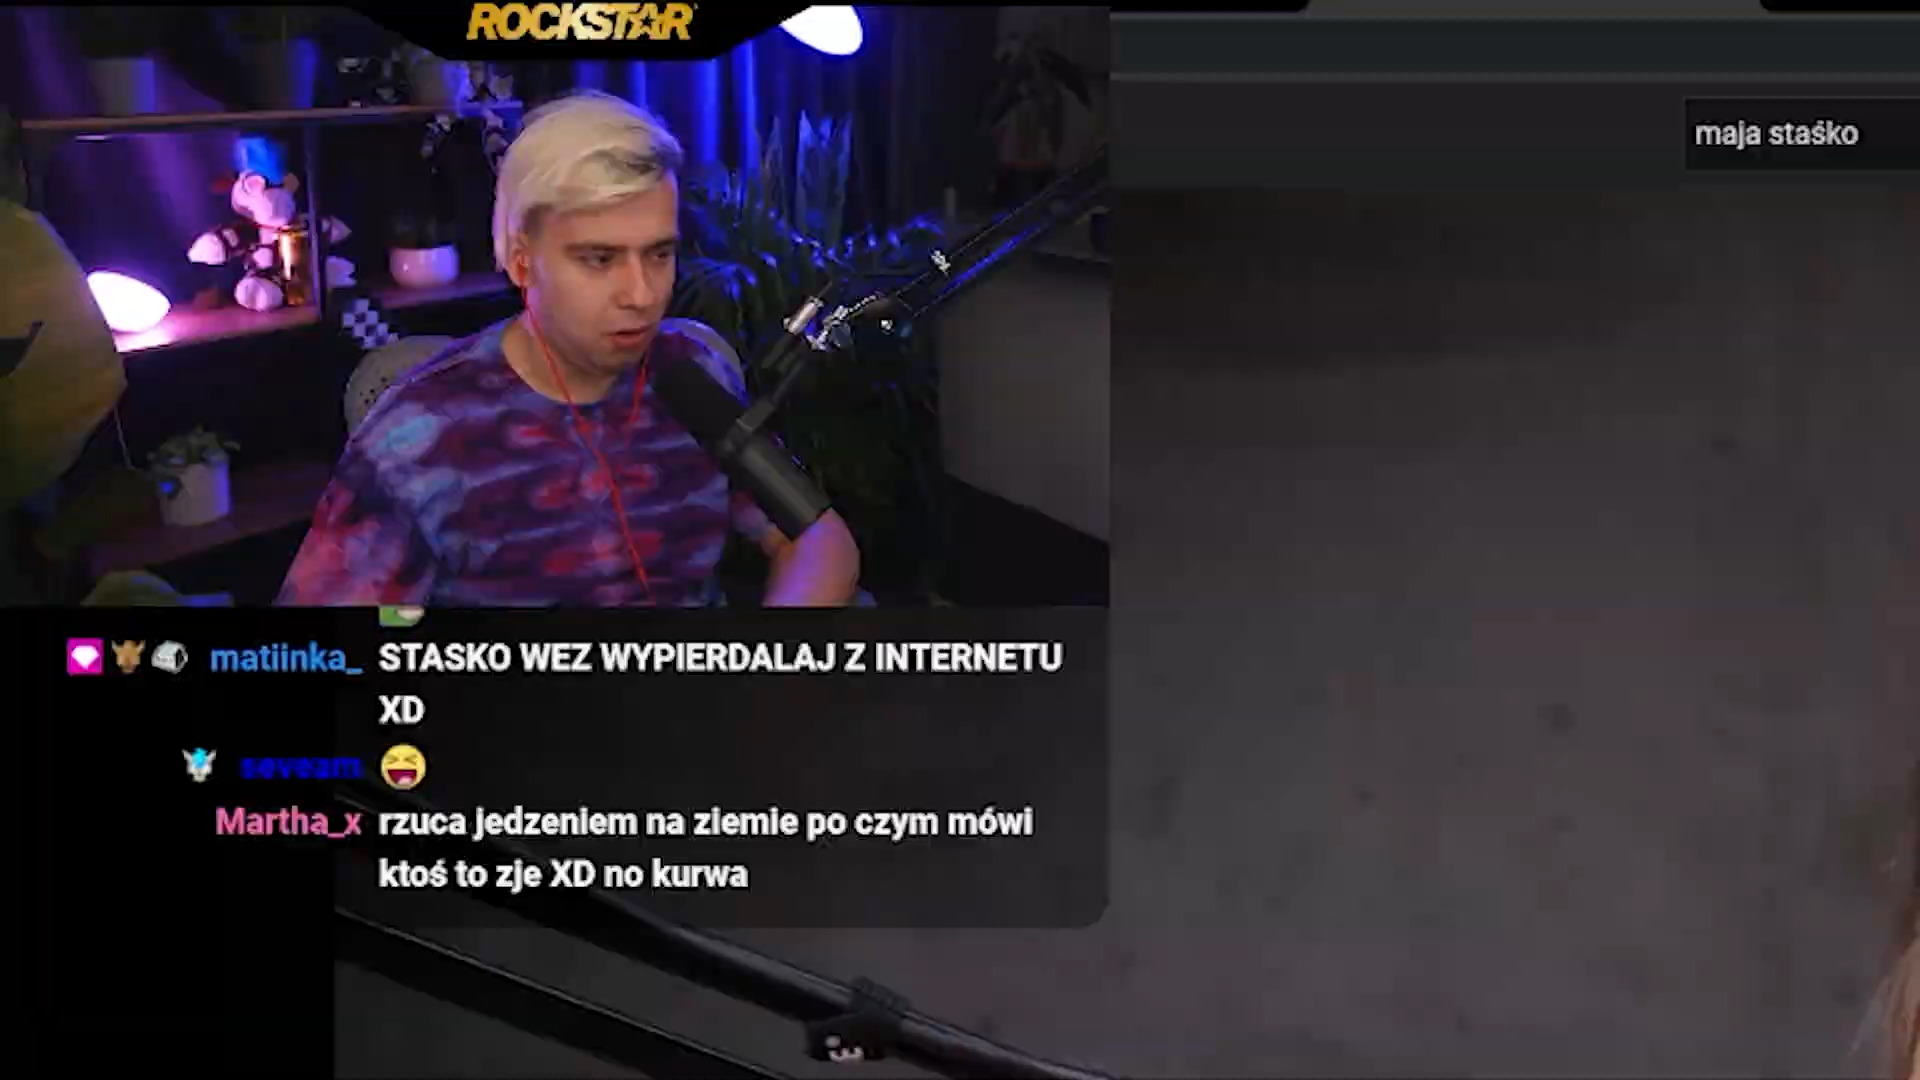 ROCKSTAR
maja staśko
matiinka_ STASKO WEZ WYPIERDALAJ Z INTERNETU
XD
seveam
Martha_x rzuca jedzeniem na ziemie po czym mówi
ktoś to zje XD no kurwa